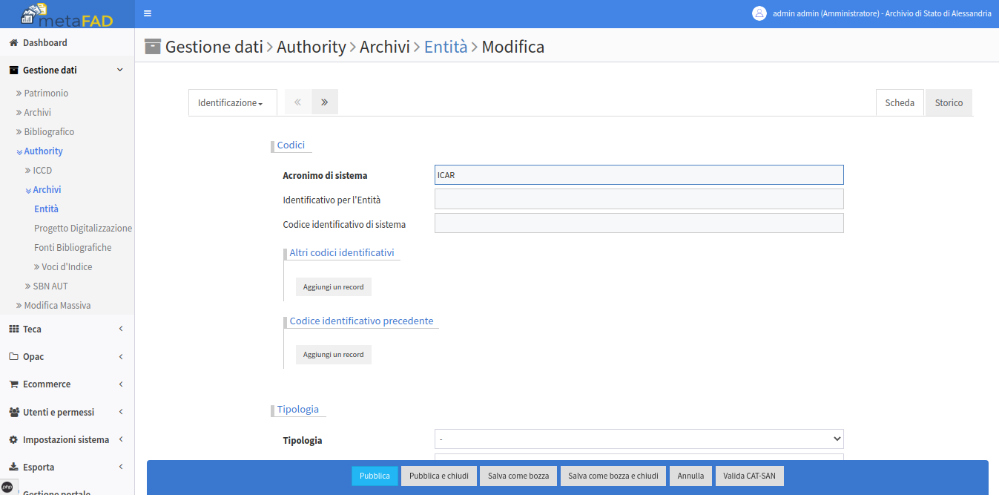 metaFAD
admin admin (Amministratore) - Archivio di Stato di Alessandria
Dashboard
Gestione dati
» Patrimonio
» Archivi
» Bibliografico
Authority
» ICCD
Archivi
Entità
Progetto Digitalizzazione
Fonti Bibliografiche
» Voci d'Indice
» SBN AUT
» Modifica Massiva
Teca
Opac
Ecommerce
Utenti e permessi
Impostazioni sistema
Esporta
Gestione portale
php
Gestione dati > Authority > Archivi > Entità > Modifica
Identificazione
«
»
Scheda
Storico
Codici
Acronimo di sistema
ICAR
Identificativo per l'Entità
Codice identificativo di sistema
Altri codici identificativi
Aggiungi un record
Codice identificativo precedente
Aggiungi un record
Tipologia
Tipologia
-
Pubblica
Pubblica e chiudi
Salva come bozza
Salva come bozza e chiudi
Annulla
Valida CAT-SAN